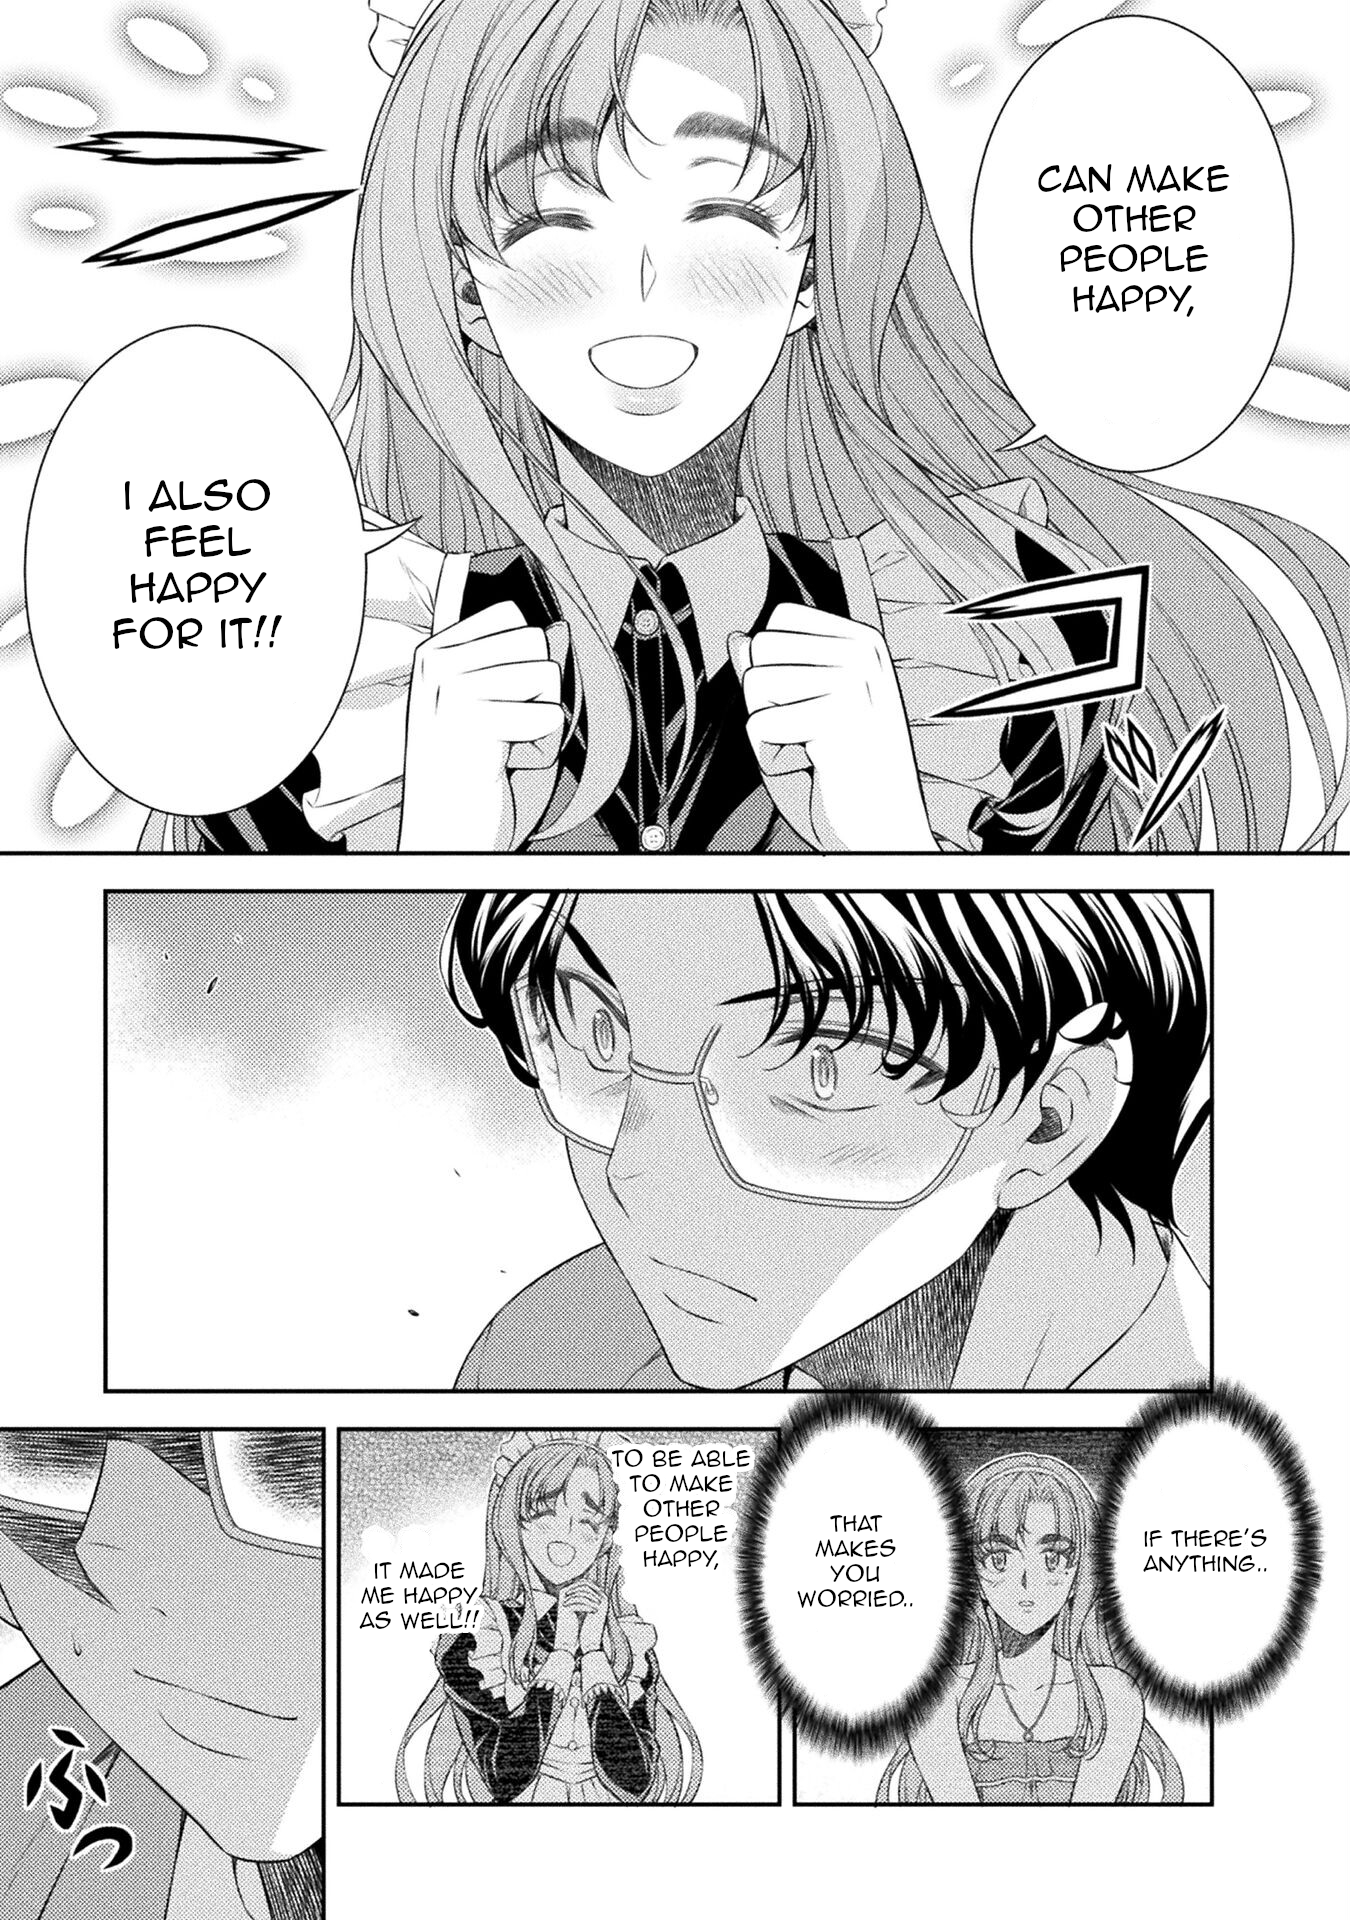 CAN MAKE
OTHER
PEOPLE
HAPPY,
I ALSO
FEEL
HAPPY
FOR IT!!
IF THERE'S
ANYTHING..
THAT
MAKES
YOU
WORRIED..
TO BE ABLE
TO MAKE
OTHER
PEOPLE
HAPPY,
IT MADE
ME HAPPY
AS WELL!!
ふっ